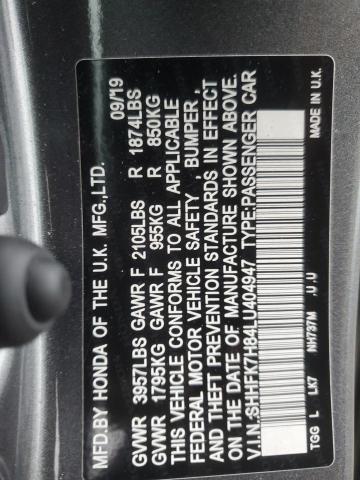 MFD.BY HONDA OF THE U.K. MFG.,LTD. 09/19
GVWR 3957LBS GAWR F 2105LBS R 1874LBS
GVWR 1795KG GAWR F 955KG R 850KG
THIS VEHICLE CONFORMS TO ALL APPLICABLE
FEDERAL MOTOR VEHICLE SAFETY, BUMPER,
THEFT PREVENTION STANDARDS IN EFFECT
ON THE DATE OF MANUFACTURE SHOWN ABOVE.
V.I.N.:SHHFK7H84LU404947 TYPE:PASSENGER CAR
TGG L LK7 NH737M .U .U MADE IN U.K.